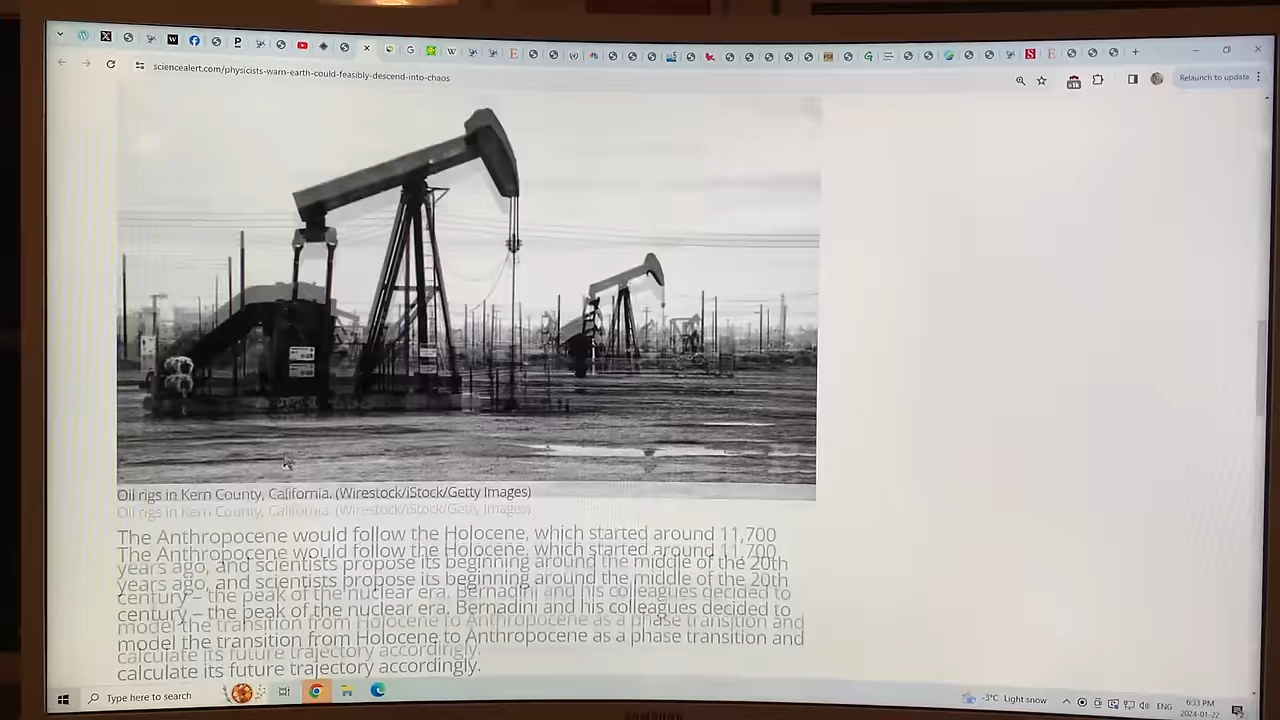 sciencealert.com/physicists-warn-earth-could-feasibly-descend-into-chaos
Relaunch to update
Oil rigs in Kern County, California. (Wirestock/iStock/Getty Images)
The Anthropocene would follow the Holocene, which started around 11,700
years ago, and scientists propose its beginning around the middle of the 20th
century – the peak of the nuclear era. Bernadini and his colleagues decided to
model the transition from Holocene to Anthropocene as a phase transition and
calculate its future trajectory accordingly.
Type here to search
-3°C Light snow
ENG
6:33 PM
2024-01-22
SAMSUNG